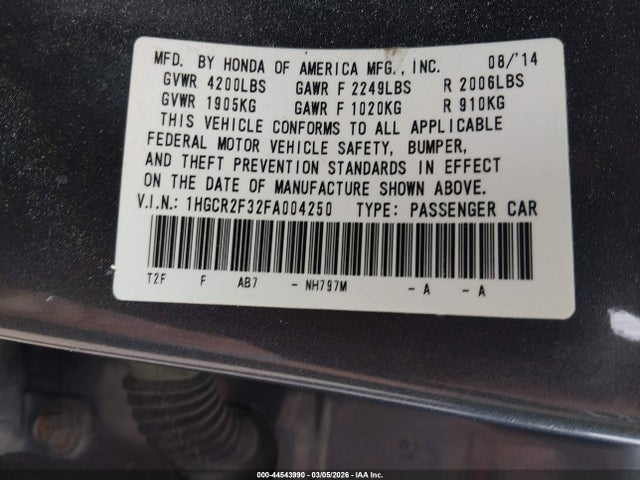 MFD. BY HONDA OF AMERICA MFG., INC. 08/'14
GVWR 4200LBS GAWR F 2249LBS R 2006LBS
GVWR 1905KG GAWR F 1020KG R 910KG
THIS VEHICLE CONFORMS TO ALL APPLICABLE
FEDERAL MOTOR VEHICLE SAFETY, BUMPER,
AND THEFT PREVENTION STANDARDS IN EFFECT
ON THE DATE OF MANUFACTURE SHOWN ABOVE.
V.I.N.: 1HGCR2F32FA004250 TYPE: PASSENGER CAR
T2F F AB7 - NH797M - A - A
000-44543990 - 03/05/2026 - IAA Inc.